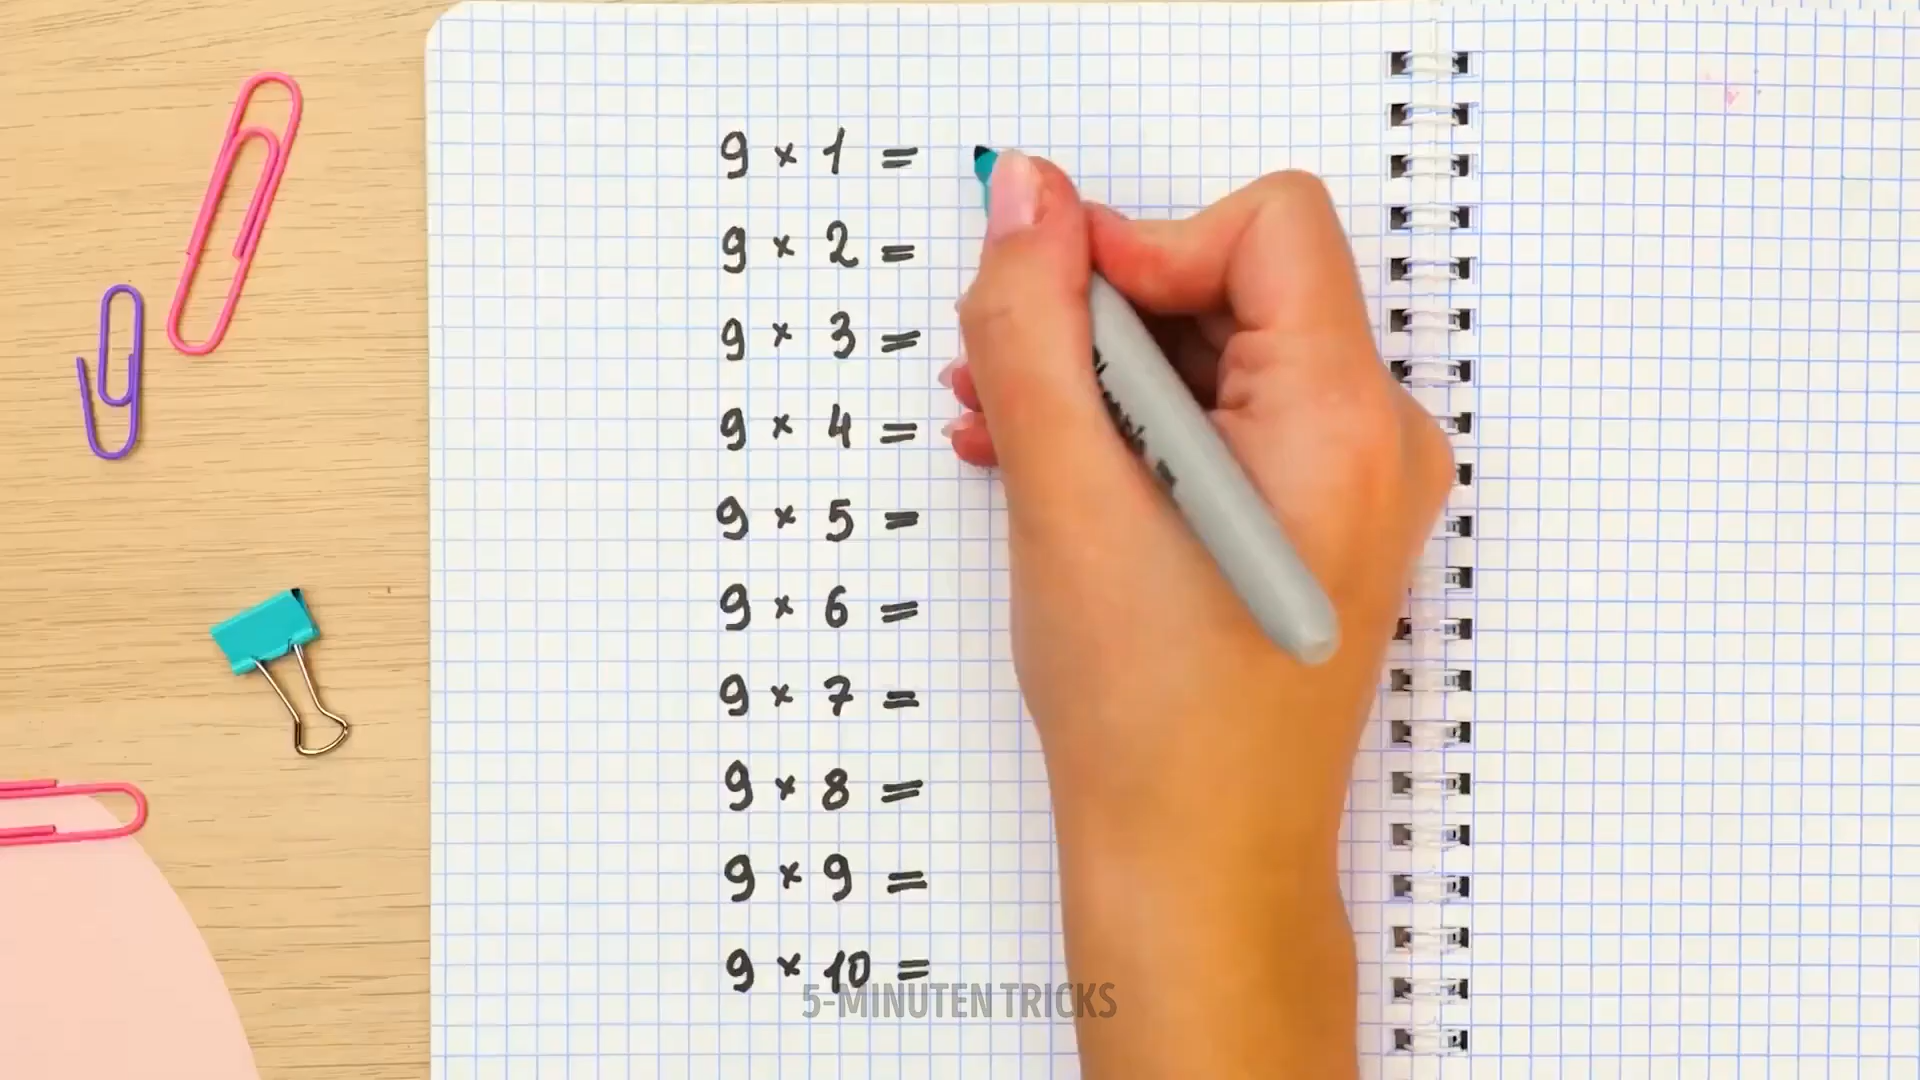 9 × 1 =
9 × 2 =
9 × 3 =
9 × 4 =
9 × 5 =
9 × 6 =
9 × 7 =
9 × 8 =
9 × 9 =
9 × 10 =
5-MINUTEN TRICKS